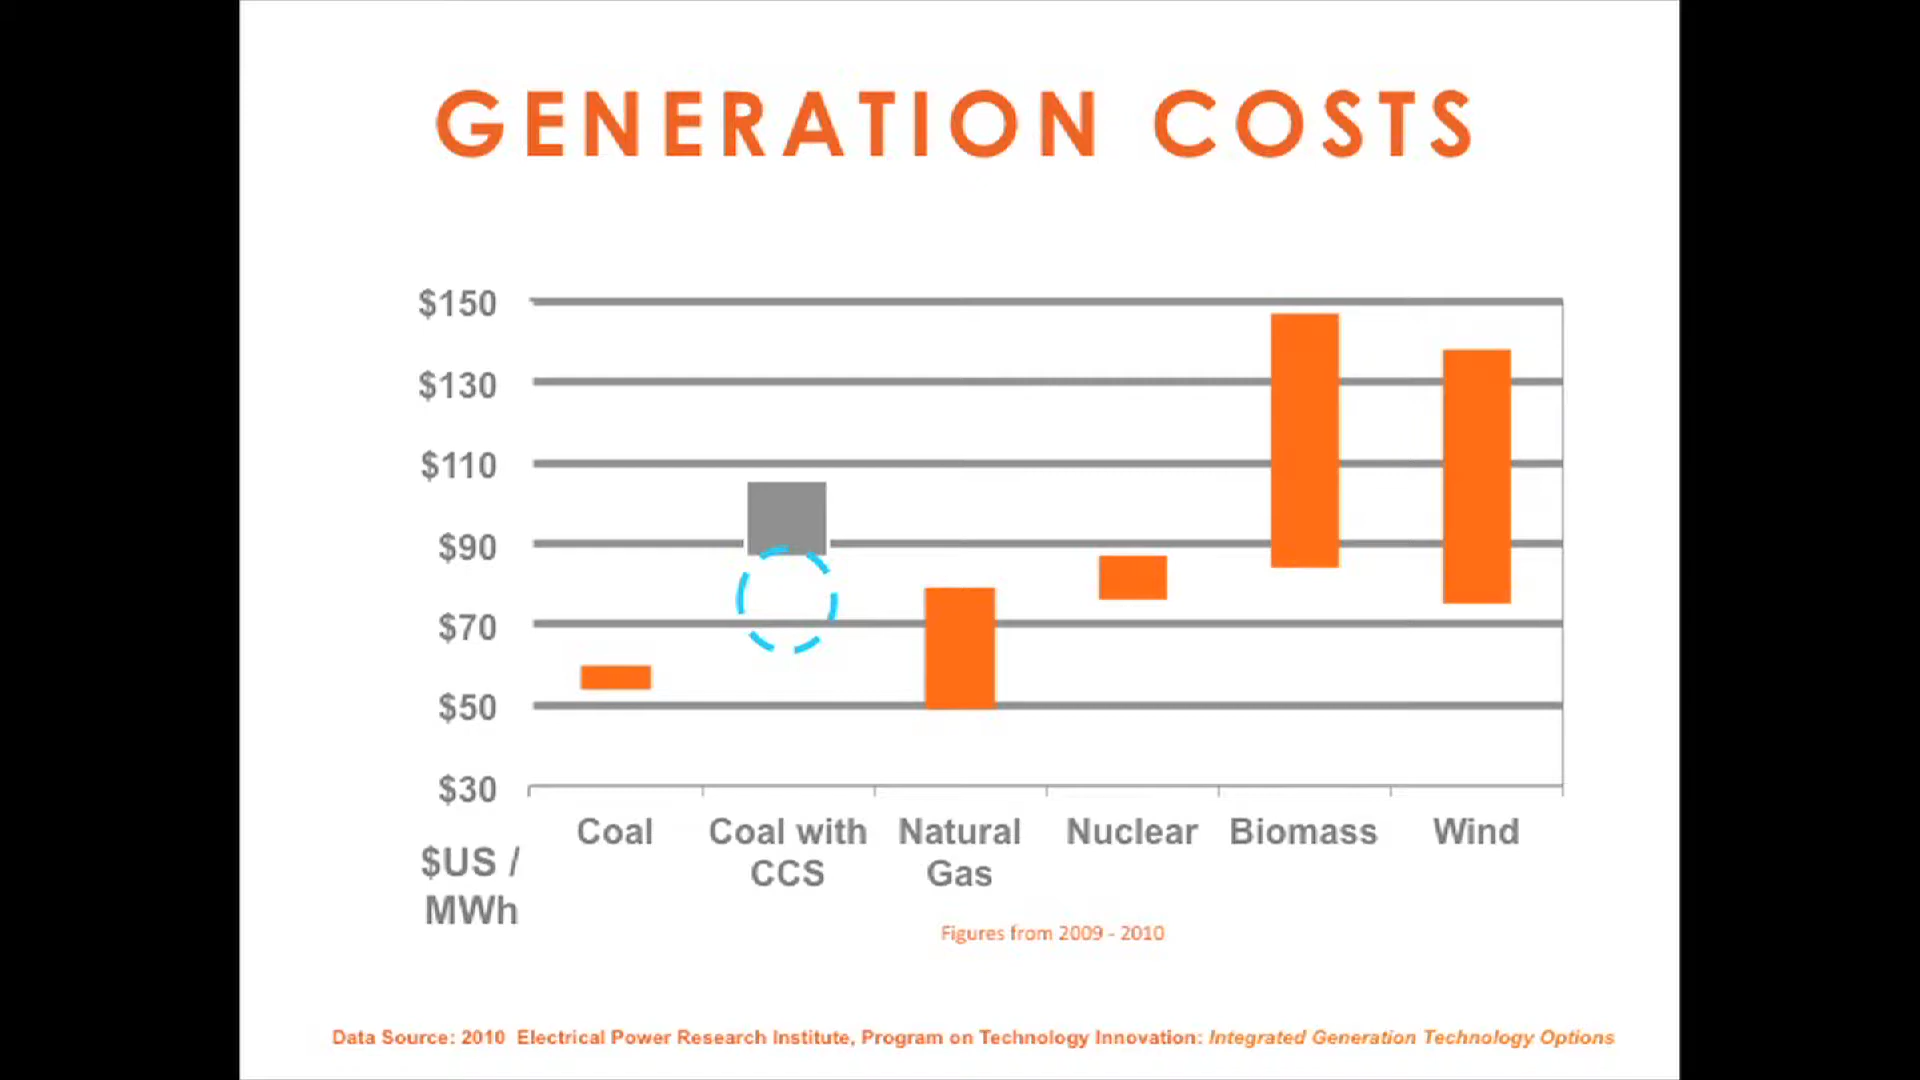 GENERATION COSTS
$150
$130
$110
$90
$70
$50
$30
$US /
MWh
Coal
Coal with
CCS
Natural
Gas
Nuclear
Biomass
Wind
Figures from 2009 - 2010
Data Source: 2010 Electrical Power Research Institute, Program on Technology Innovation: Integrated Generation Technology Options